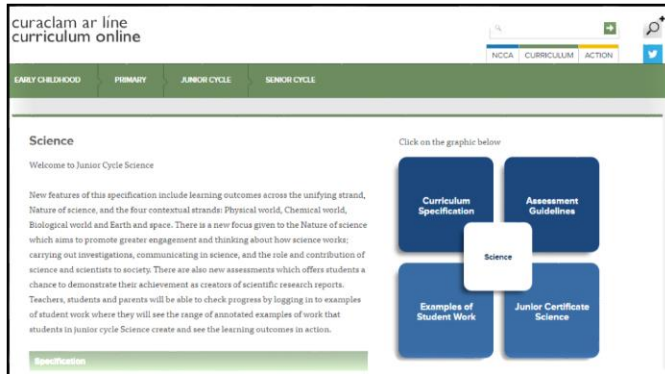 curaclam ar líne
curriculum online
NCCA CURRICULUM ACTION
EARLY CHILDHOOD PRIMARY JUNIOR CYCLE SENIOR CYCLE
Science
Welcome to Junior Cycle Science
New features of this specification include learning outcomes across the unifying strand,
Nature of science, and the four contextual strands: Physical world, Chemical world,
Biological world and Earth and space. There is a new focus given to the Nature of science
which aims to promote greater engagement and thinking about how science works;
carrying out investigations, communicating in science, and the role and contribution of
science and scientists to society. There are also new assessments which offers students a
chance to demonstrate their achievement as creators of scientific research reports.
Teachers, students and parents will be able to check progress by logging in to examples
of student work where they will see the range of annotated examples of work that
students in junior cycle Science create and see the learning outcomes in action.
Specification
Click on the graphic below
Curriculum
Specification
Assessment
Guidelines
Science
Examples of
Student Work
Junior Certificate
Science